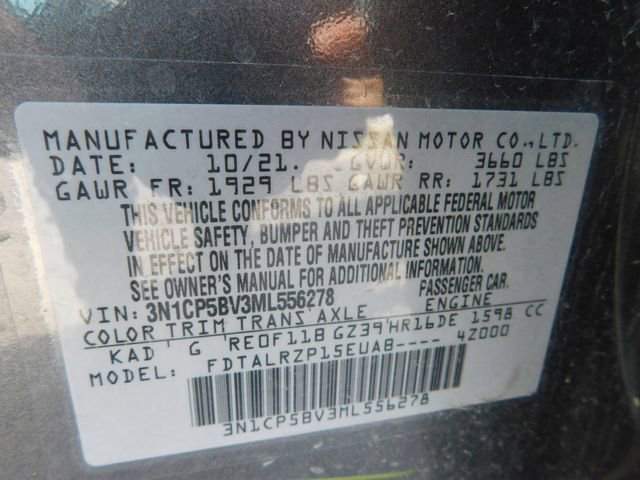 MANUFACTURED BY NISSAN MOTOR CO., LTD.
DATE: 10/21. GVWR: 3660 LBS
GAWR FR: 1929 LBS GAWR RR: 1731 LBS
THIS VEHICLE CONFORMS TO ALL APPLICABLE FEDERAL MOTOR
VEHICLE SAFETY, BUMPER AND THEFT PREVENTION STANDARDS
IN EFFECT ON THE DATE OF MANUFACTURE SHOWN ABOVE.
SEE OWNER'S MANUAL FOR ADDITIONAL INFORMATION.
VIN: 3N1CP5BV3ML556278 PASSENGER CAR.
COLOR TRIM TRANS AXLE ENGINE
KAD G RE0F11B GZ39 HR16DE 1598 CC
MODEL: FDTALRZP15EUAB---- 4Z000
3N1CP5BV3ML556278